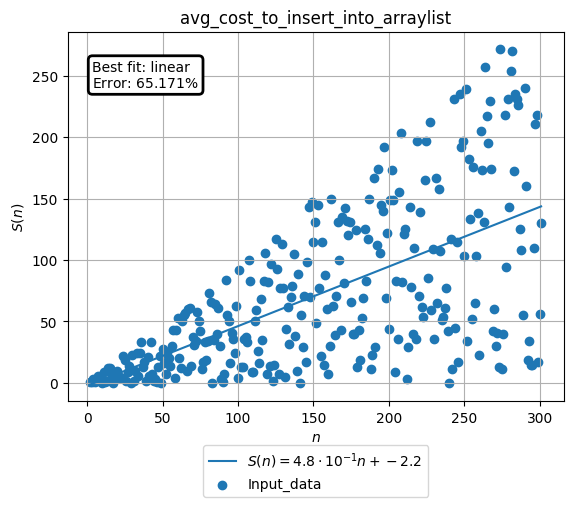 avg_cost_to_insert_into_arraylist
Best fit: linear
Error: 65.171%
250
200
150
100
50
0
S(n)
0 50 100 150 200 250 300
n
S(n) = 4.8 · 10⁻¹n + −2.2
Input_data